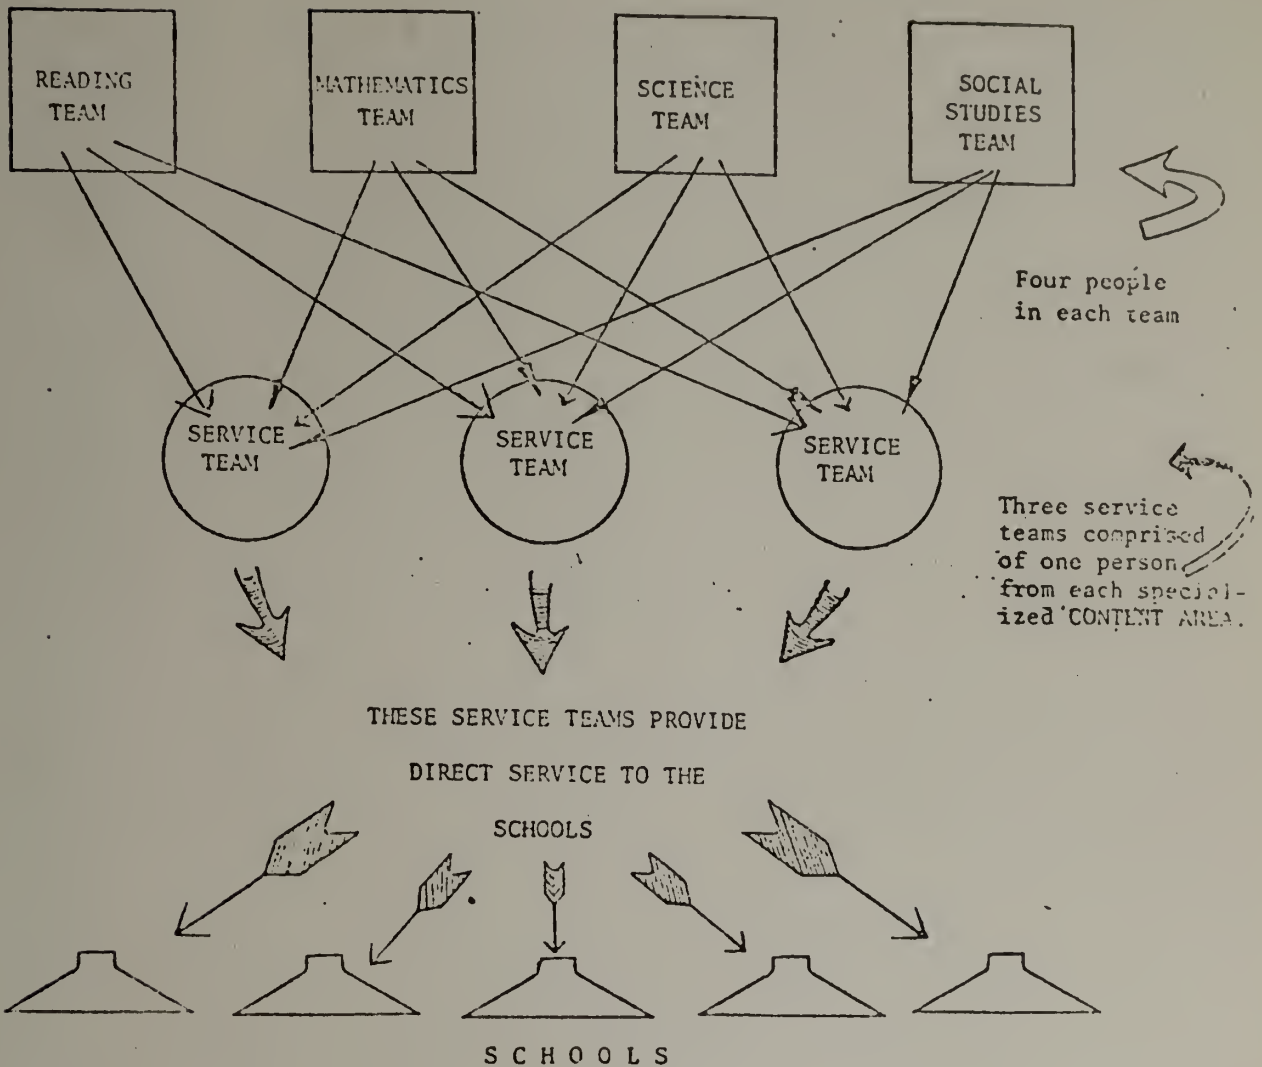 READING
TEAM
MATHEMATICS
TEAM
SCIENCE
TEAM
SOCIAL
STUDIES
TEAM
Four people
in each team
SERVICE
TEAM
SERVICE
TEAM
SERVICE
TEAM
Three service
teams comprised
of one person
from each special-
ized CONTENT AREA.
THESE SERVICE TEAMS PROVIDE
DIRECT SERVICE TO THE
SCHOOLS
SCHOOLS